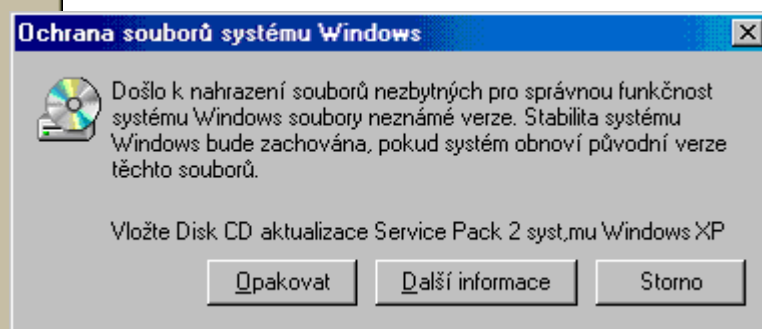 Ochrana souborů systému Windows
Došlo k nahrazení souborů nezbytných pro správnou funkčnost
systému Windows soubory neznámé verze. Stabilita systému
Windows bude zachována, pokud systém obnoví původní verze
těchto souborů.
Vložte Disk CD aktualizace Service Pack 2 syst,mu Windows XP
Opakovat Další informace Storno